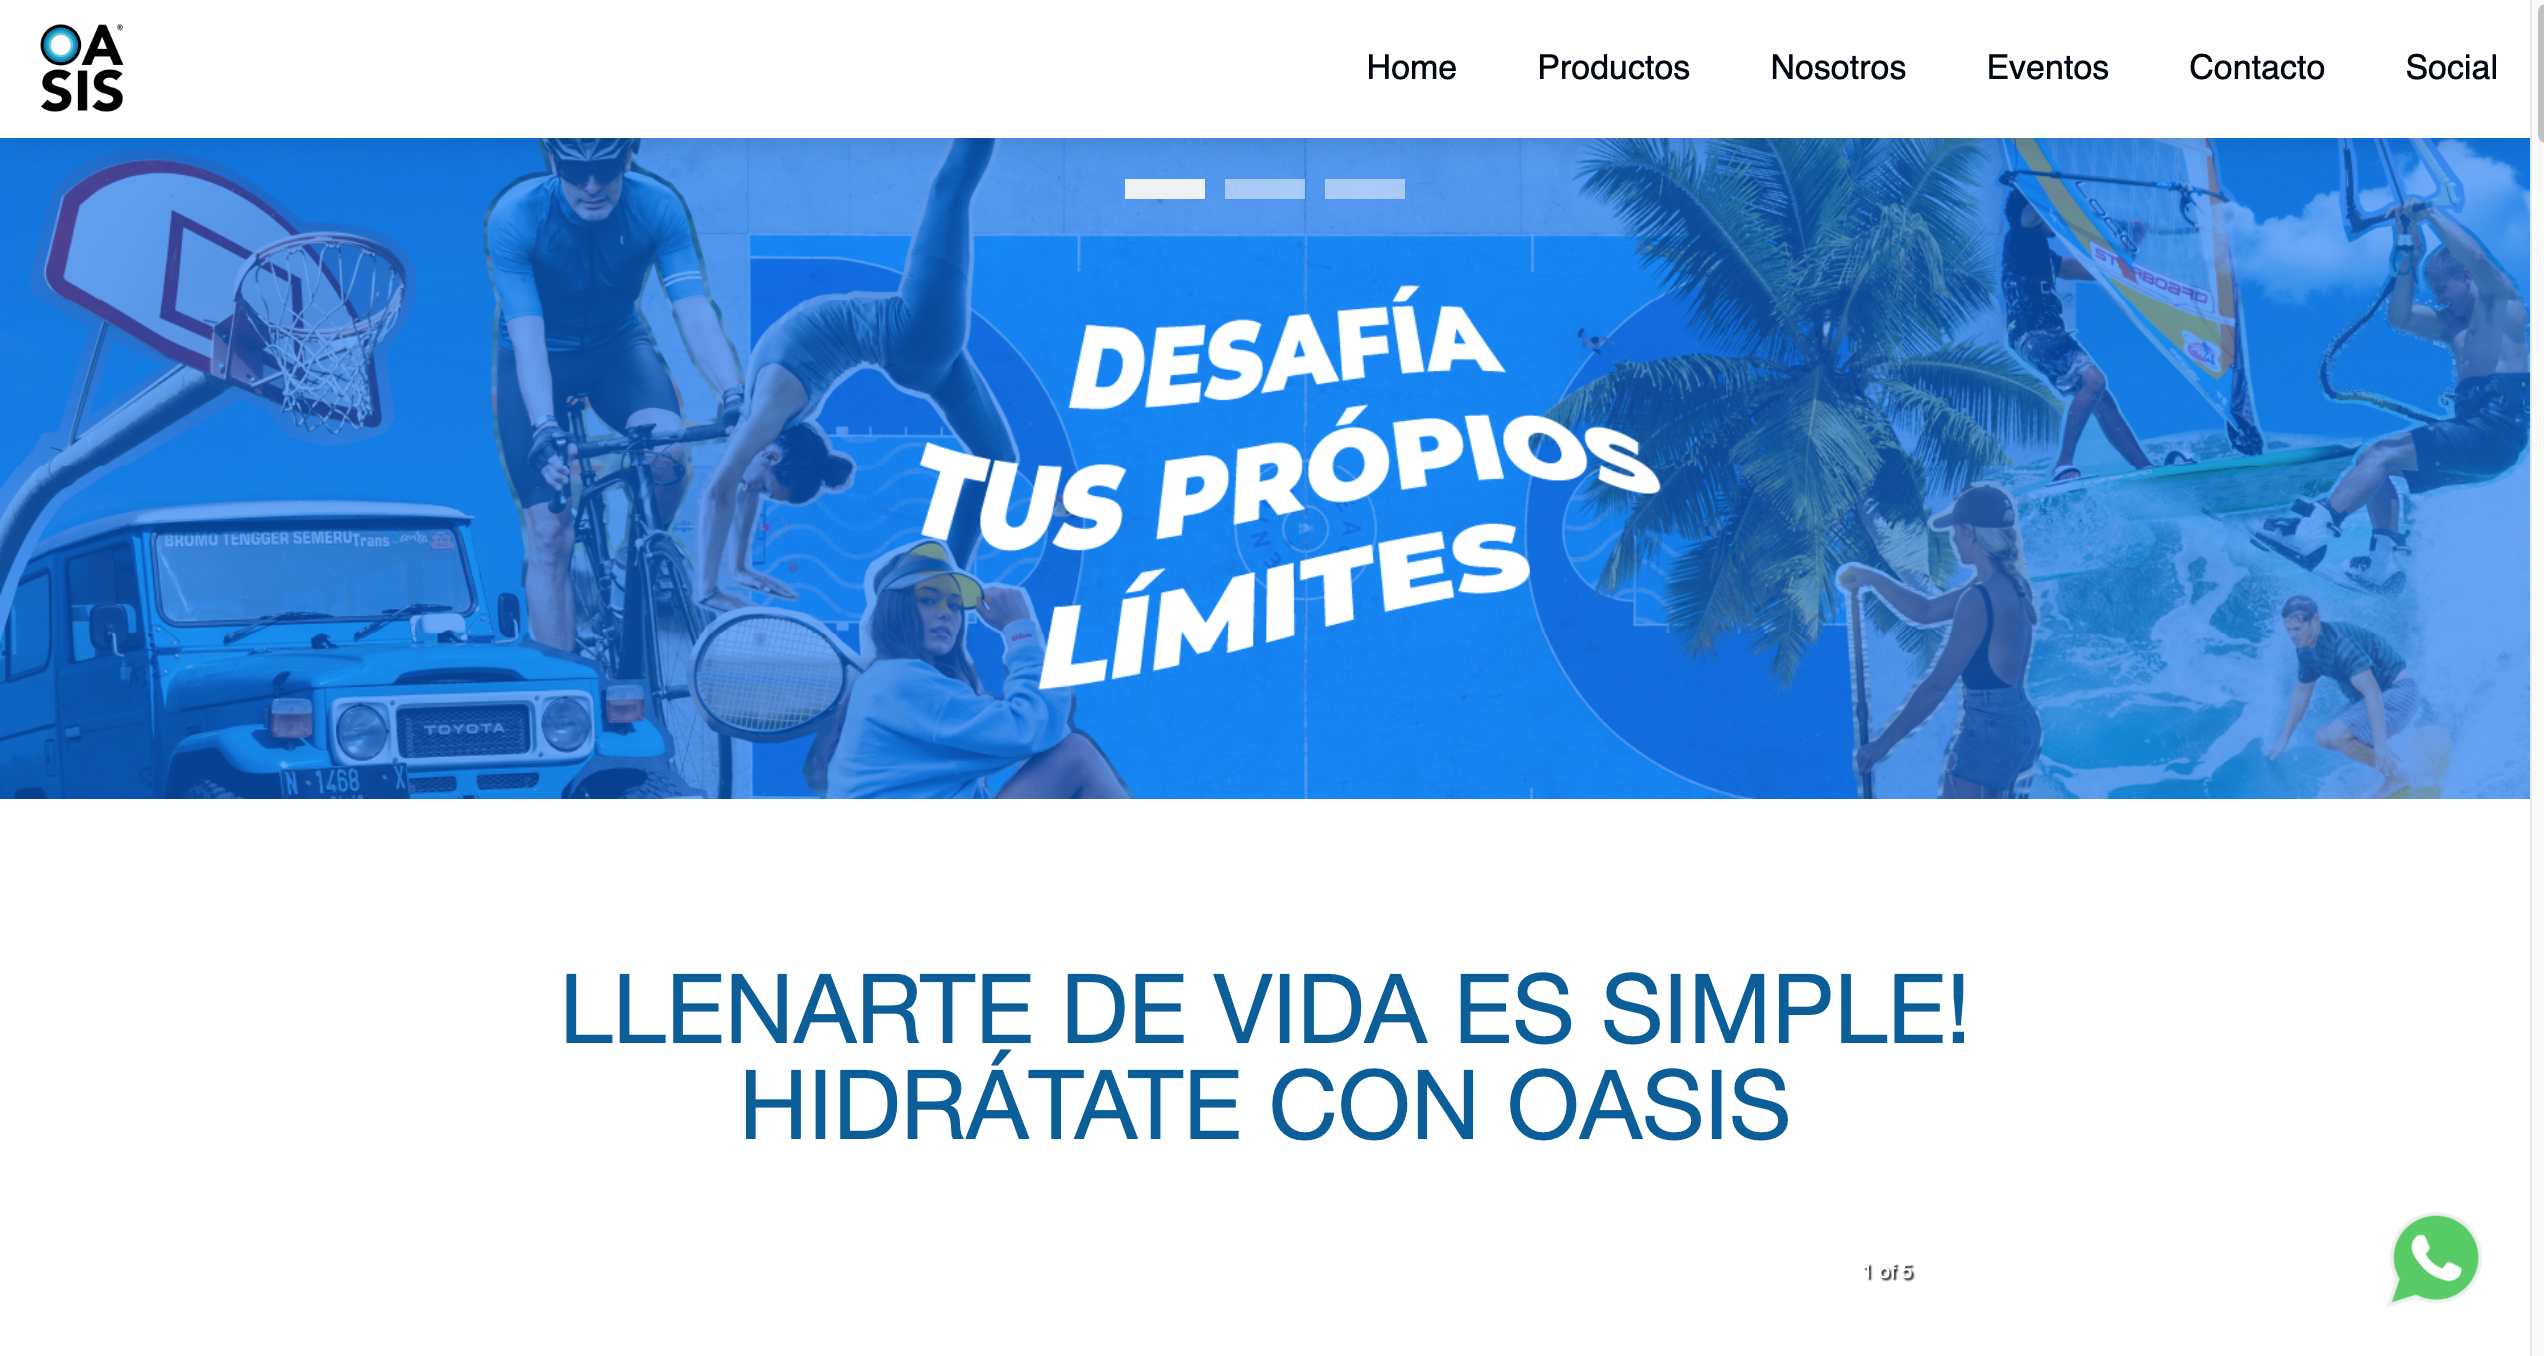 OA
SIS
Home Productos Nosotros Eventos Contacto Social
DESAFÍA
TUS PRÓPIOS
LÍMITES
STARBOARD
BROMO TENGGER SEMERU Trans
TOYOTA
N · 1468 · X
LLENARTE DE VIDA ES SIMPLE!
HIDRÁTATE CON OASIS
1 of 5